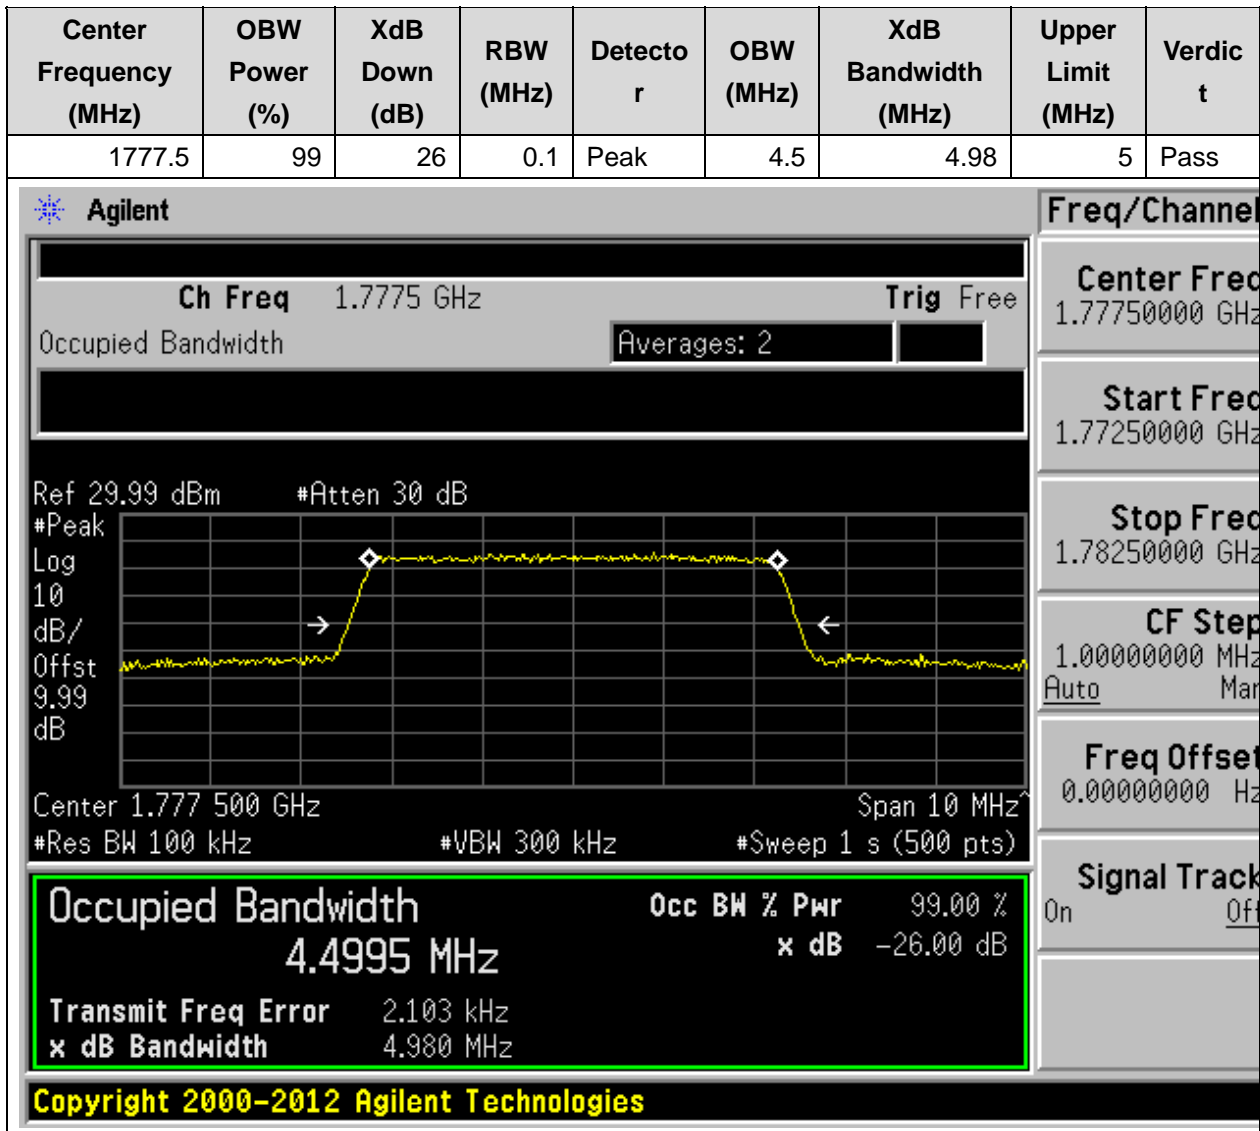 Center Frequency (MHz) OBW Power (%) XdB Down (dB) RBW (MHz) Detecto r OBW (MHz) XdB Bandwidth (MHz) Upper Limit (MHz) Verdic t
1777.5 99 26 0.1 Peak 4.5 4.98 5 Pass
Agilent
Freq/Channel
Ch Freq 1.7775 GHz Trig Free
Occupied Bandwidth Averages: 2
Center Freq
1.77750000 GHz
Start Freq
1.77250000 GHz
Stop Freq
1.78250000 GHz
CF Step
1.00000000 MHz
Auto Man
Freq Offset
0.00000000 Hz
Signal Track
On Off
Ref 29.99 dBm #Atten 30 dB
#Peak
Log
10
dB/
Offst
9.99
dB
Center 1.777 500 GHz Span 10 MHz^
#Res BW 100 kHz #VBW 300 kHz #Sweep 1 s (500 pts)
Occupied Bandwidth Occ BW % Pwr 99.00 %
4.4995 MHz x dB -26.00 dB
Transmit Freq Error 2.103 kHz
x dB Bandwidth 4.980 MHz
Copyright 2000-2012 Agilent Technologies